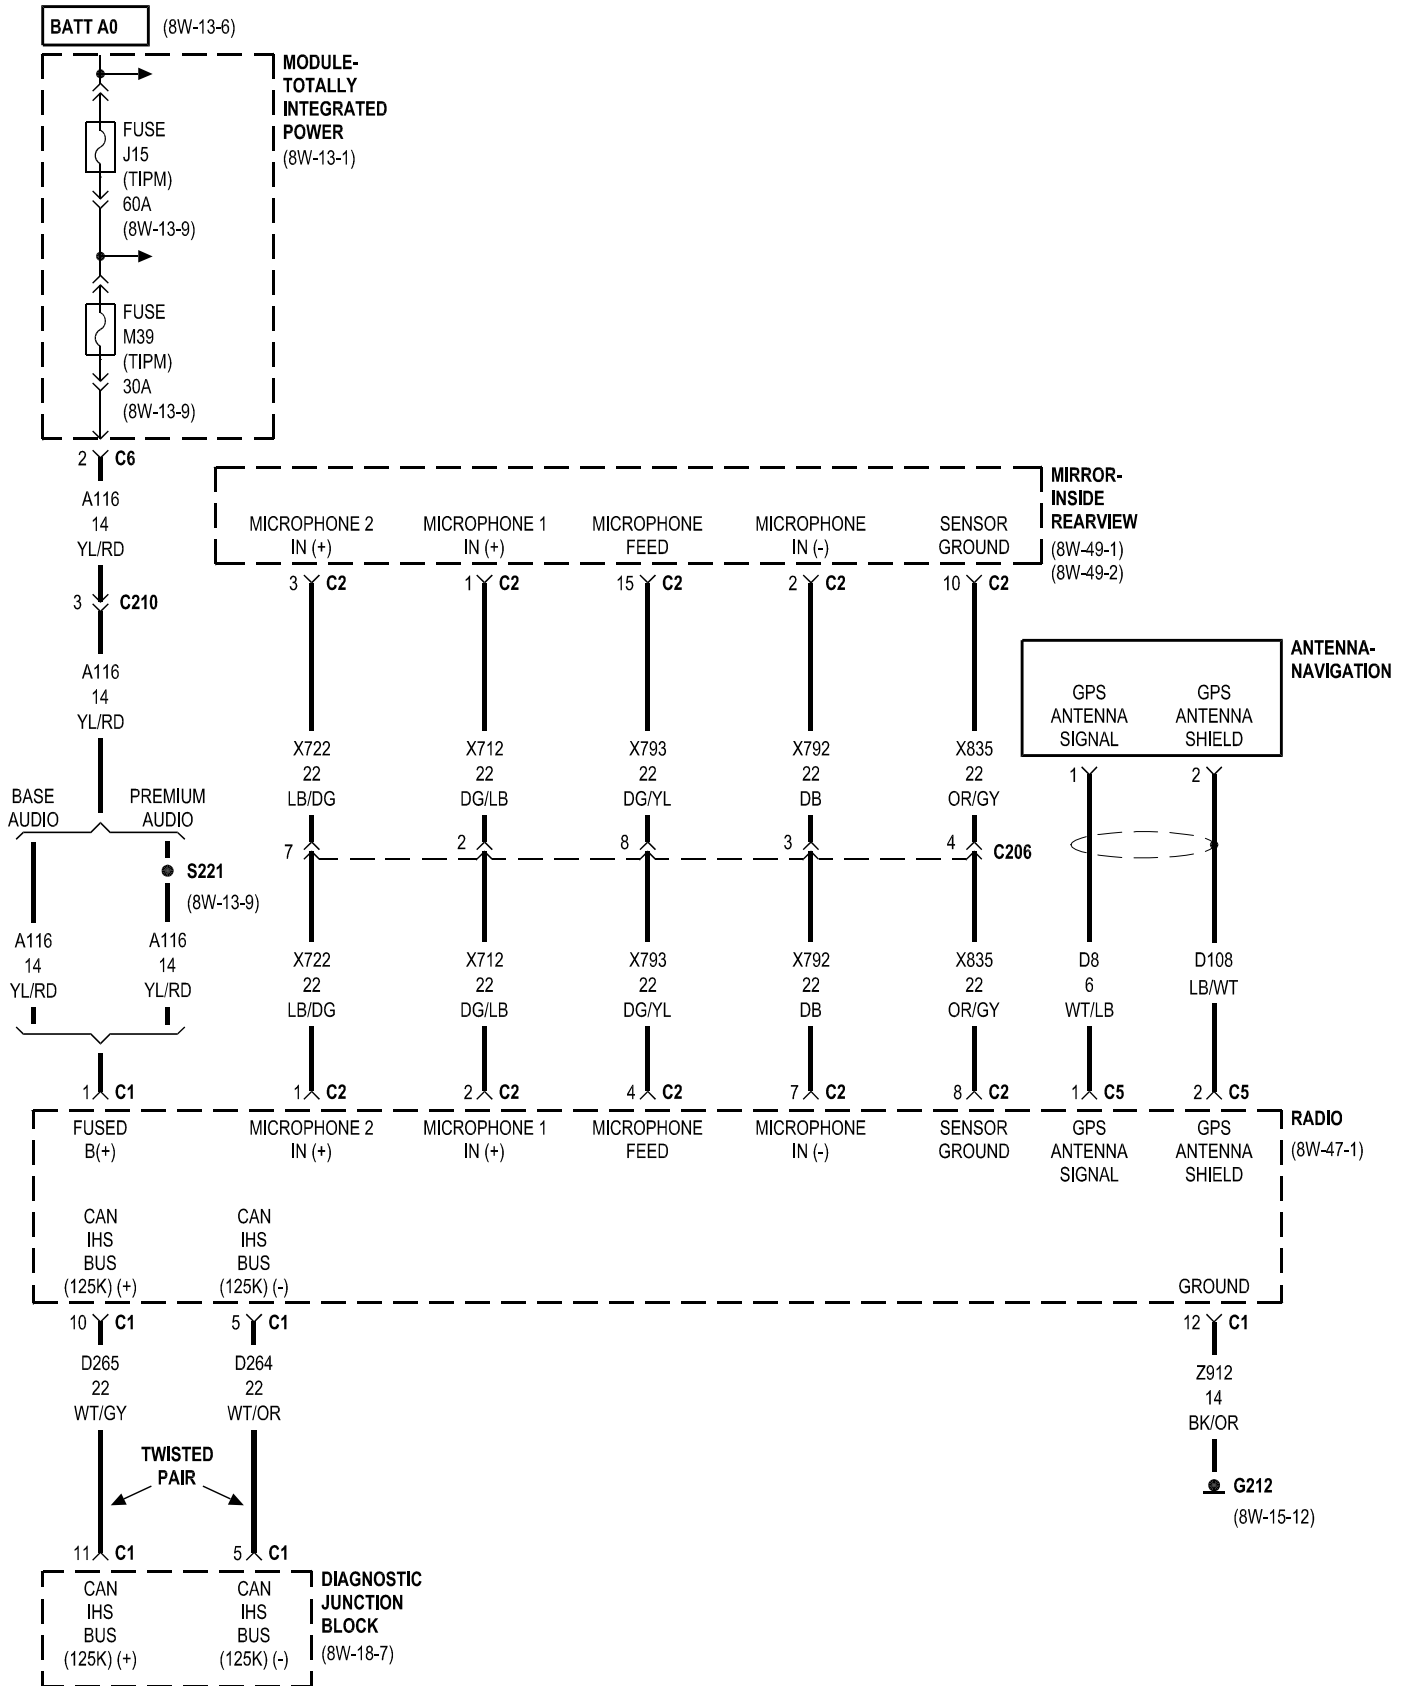 BATT A0 (8W-13-6)
MODULE-
TOTALLY
INTEGRATED
POWER
(8W-13-1)
FUSE
J15
(TIPM)
60A
(8W-13-9)
FUSE
M39
(TIPM)
30A
(8W-13-9)
2 C6
A116
14
YL/RD
3 C210
A116
14
YL/RD
BASE
AUDIO
PREMIUM
AUDIO
S221
(8W-13-9)
A116
14
YL/RD
A116
14
YL/RD
1 C1
MIRROR-
INSIDE
REARVIEW
(8W-49-1)
(8W-49-2)
MICROPHONE 2
IN (+)
MICROPHONE 1
IN (+)
MICROPHONE
FEED
MICROPHONE
IN (-)
SENSOR
GROUND
3 C2 1 C2 15 C2 2 C2 10 C2
X722 X712 X793 X792 X835
22 22 22 22 22
LB/DG DG/LB DG/YL DB OR/GY
7 2 8 3 4 C206
X722 X712 X793 X792 X835
22 22 22 22 22
LB/DG DG/LB DG/YL DB OR/GY
1 C2 2 C2 4 C2 7 C2 8 C2
ANTENNA-
NAVIGATION
GPS
ANTENNA
SIGNAL
GPS
ANTENNA
SHIELD
1 2
D8
6
WT/LB
D108
LB/WT
1 C5 2 C5
RADIO
(8W-47-1)
FUSED
B(+)
MICROPHONE 2
IN (+)
MICROPHONE 1
IN (+)
MICROPHONE
FEED
MICROPHONE
IN (-)
SENSOR
GROUND
GPS
ANTENNA
SIGNAL
GPS
ANTENNA
SHIELD
CAN
IHS
BUS
(125K) (+)
CAN
IHS
BUS
(125K) (-)
GROUND
10 C1 5 C1 12 C1
D265
22
WT/GY
D264
22
WT/OR
Z912
14
BK/OR
TWISTED
PAIR
G212
(8W-15-12)
11 C1 5 C1
DIAGNOSTIC
JUNCTION
BLOCK
(8W-18-7)
CAN
IHS
BUS
(125K) (+)
CAN
IHS
BUS
(125K) (-)